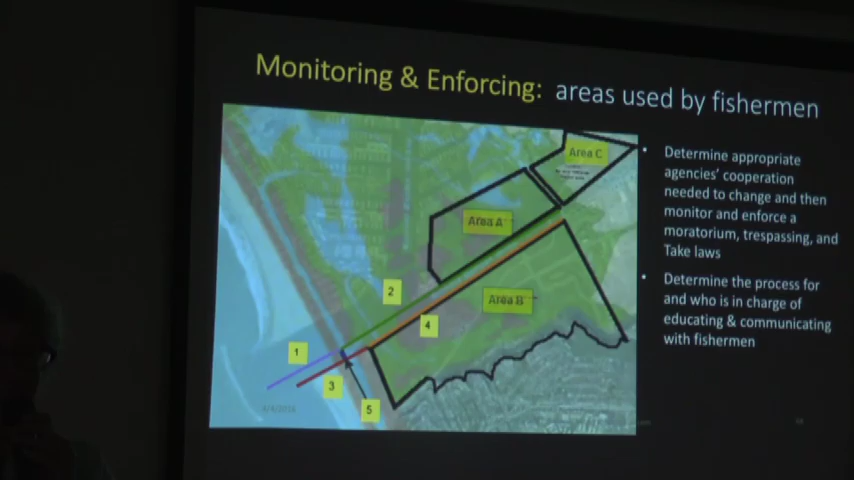 Monitoring & Enforcing: areas used by fishermen
Area C
Area A
Area B
2
4
1
3
5
• Determine appropriate
agencies' cooperation
needed to change and then
monitor and enforce a
moratorium, trespassing, and
Take laws
• Determine the process for
and who is in charge of
educating & communicating
with fishermen